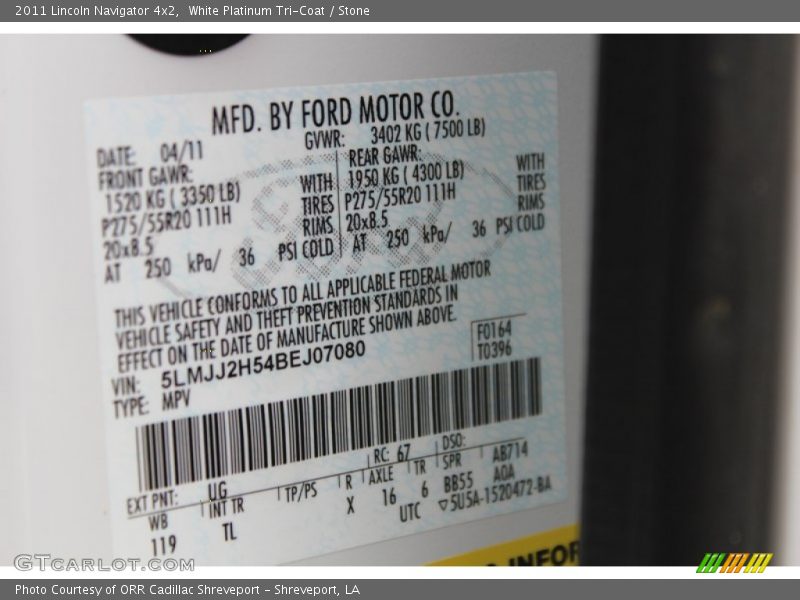 2011 Lincoln Navigator 4x2, White Platinum Tri-Coat / Stone
MFD. BY FORD MOTOR CO.
DATE: 04/11 GVWR: 3402 KG ( 7500 LB)
FRONT GAWR: REAR GAWR:
1520 KG ( 3350 LB) WITH 1950 KG ( 4300 LB) WITH
P275/55R20 111H TIRES P275/55R20 111H TIRES
20x8.5 RIMS 20x8.5 RIMS
AT 250 kPa/ 36 PSI COLD AT 250 kPa/ 36 PSI COLD
THIS VEHICLE CONFORMS TO ALL APPLICABLE FEDERAL MOTOR
VEHICLE SAFETY AND THEFT PREVENTION STANDARDS IN
EFFECT ON THE DATE OF MANUFACTURE SHOWN ABOVE.
VIN: 5LMJJ2H54BEJ07080 F0164
TYPE: MPV T0396
EXT PNT: UG RC: 67 DSO:
WB INT TR TP/PS R AXLE TR SPR AB714
119 TL X 16 6 BB55 AOA
UTC ▽5U5A-1520472-BA
INFOR
GTCARLOT.COM
Photo Courtesy of ORR Cadillac Shreveport - Shreveport, LA